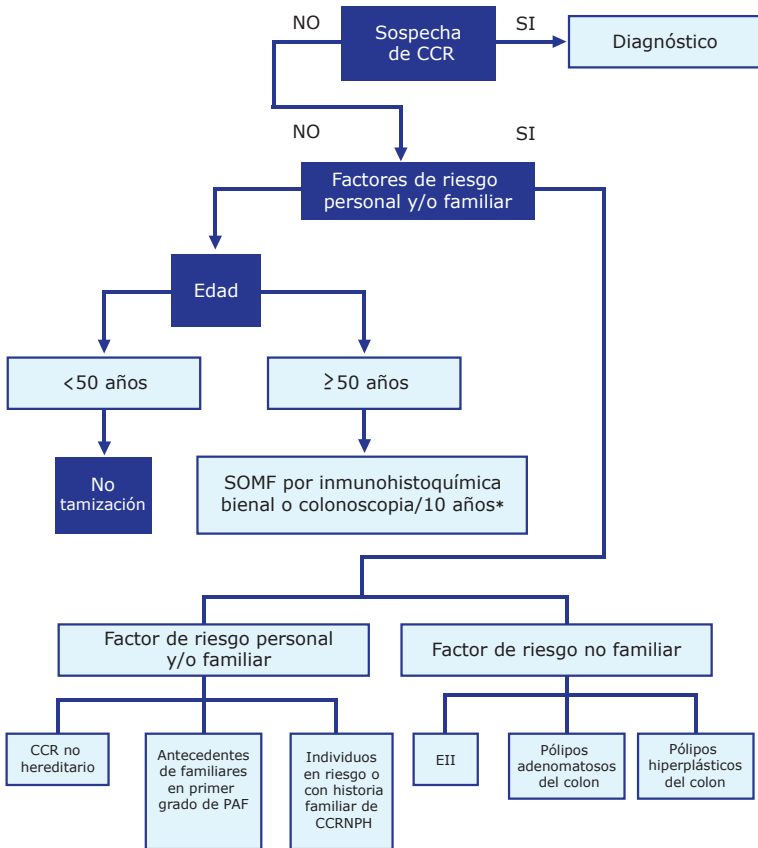 NO
Sospecha
de CCR
SI
Diagnóstico
NO
SI
Factores de riesgo
personal y/o familiar
Edad
<50 años
≥50 años
No
tamización
SOMF por inmunohistoquímica
bienal o colonoscopia/10 años*
Factor de riesgo personal
y/o familiar
Factor de riesgo no familiar
CCR no
hereditario
Antecedentes
de familiares
en primer
grado de PAF
Individuos
en riesgo o
con historia
familiar de
CCRNPH
EII
Pólipos
adenomatosos
del colon
Pólipos
hiperplásticos
del colon